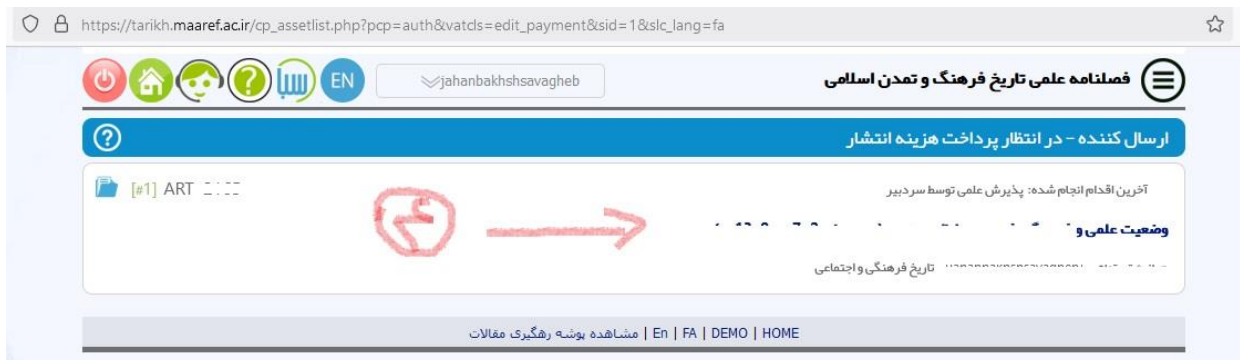 https://tarikh.maaref.ac.ir/cp_assetlist.php?pcp=auth&vatcls=edit_payment&sid=1&slc_lang=fa
فصلنامه علمی تاریخ فرهنگ و تمدن اسلامی
jahanbakhshsavagheb
EN
ارسال کننده - در انتظار پرداخت هزینه انتشار
[#1] ART
آخرین اقدام انجام شده: پذیرش علمی توسط سردبیر
وضعیت علمی و
تاریخ فرهنگی و اجتماعی
مشاهده پوشه رهگیری مقالات | En | FA | DEMO | HOME